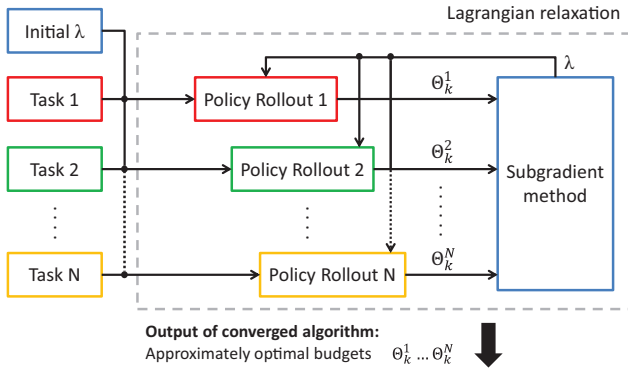 Lagrangian relaxation
Initial λ
λ
Task 1
Policy Rollout 1
Θ_k^1
Task 2
Policy Rollout 2
Θ_k^2
Subgradient
method
Task N
Policy Rollout N
Θ_k^N
Output of converged algorithm:
Approximately optimal budgets Θ_k^1 ... Θ_k^N